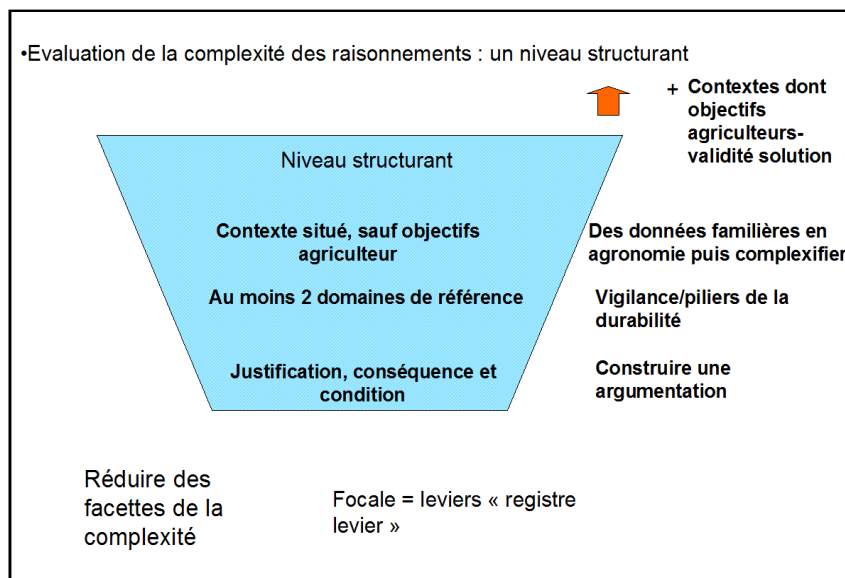 •Evaluation de la complexité des raisonnements : un niveau structurant
+ Contextes dont
objectifs
agriculteurs-
validité solution
Niveau structurant
Contexte situé, sauf objectifs
agriculteur
Des données familières en
agronomie puis complexifier
Au moins 2 domaines de référence
Vigilance/piliers de la
durabilité
Justification, conséquence et
condition
Construire une
argumentation
Réduire des
facettes de la
complexité
Focale = leviers « registre
levier »